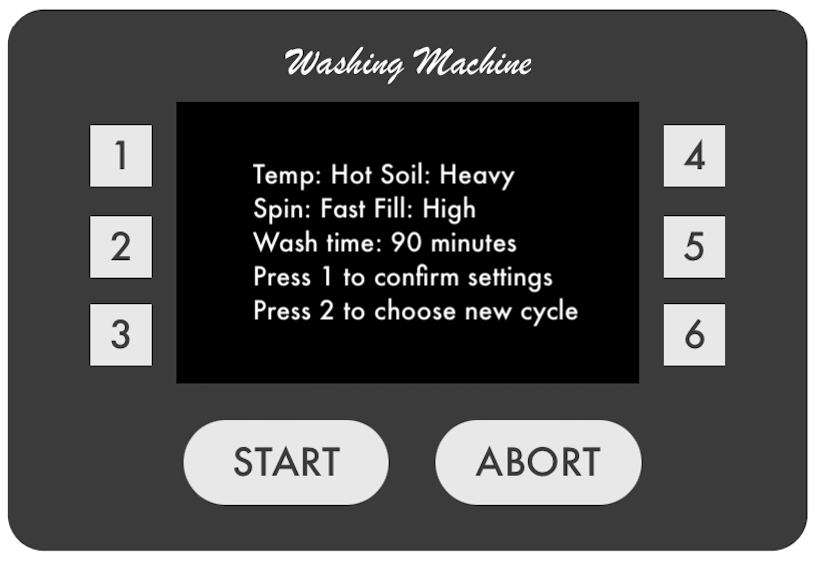 Washing Machine
1
2
3
Temp: Hot Soil: Heavy
Spin: Fast Fill: High
Wash time: 90 minutes
Press 1 to confirm settings
Press 2 to choose new cycle
4
5
6
START
ABORT